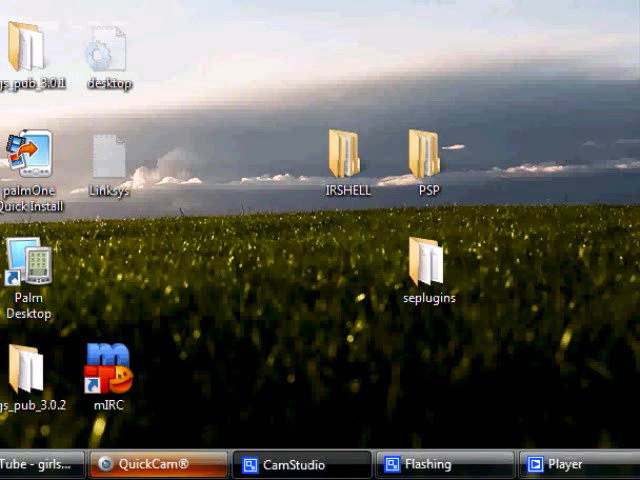 gs_pub_3.0.1
desktop
palmOne
Quick Install
Linksys
IRSHELL
PSP
Palm
Desktop
seplugins
gs_pub_3.0.2
mIRC
Tube - girls...
QuickCam®
CamStudio
Flashing
Player